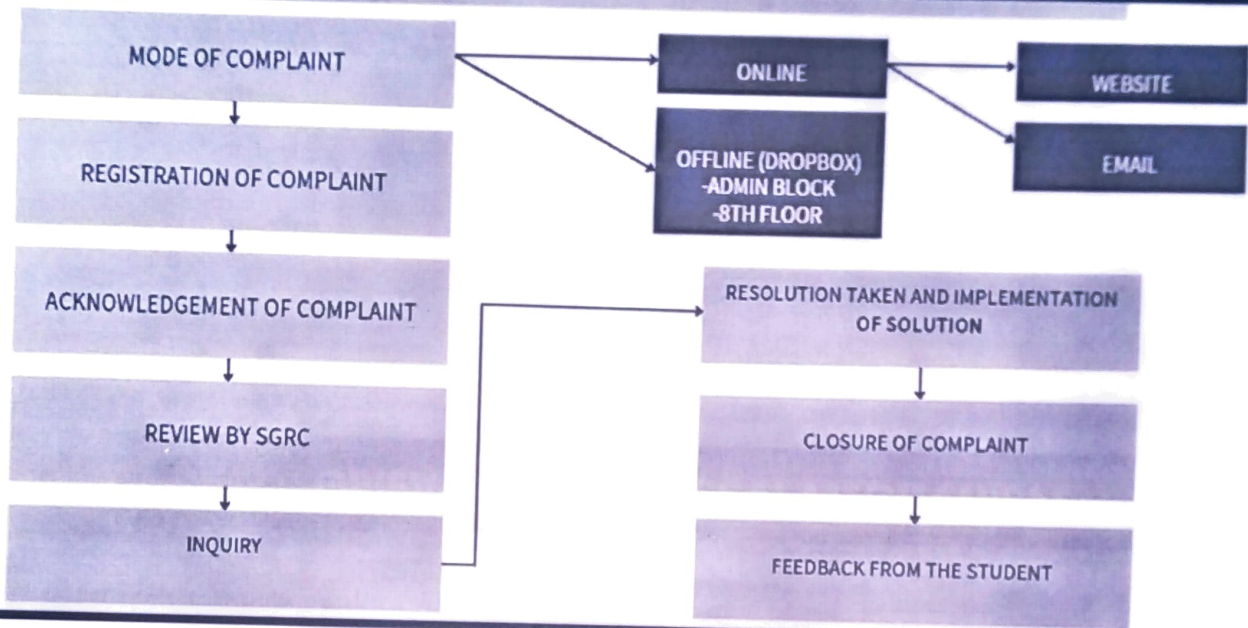 MODE OF COMPLAINT
ONLINE
WEBSITE
EMAIL
OFFLINE (DROPBOX)
-ADMIN BLOCK
-8TH FLOOR
REGISTRATION OF COMPLAINT
ACKNOWLEDGEMENT OF COMPLAINT
REVIEW BY SGRC
INQUIRY
RESOLUTION TAKEN AND IMPLEMENTATION
OF SOLUTION
CLOSURE OF COMPLAINT
FEEDBACK FROM THE STUDENT